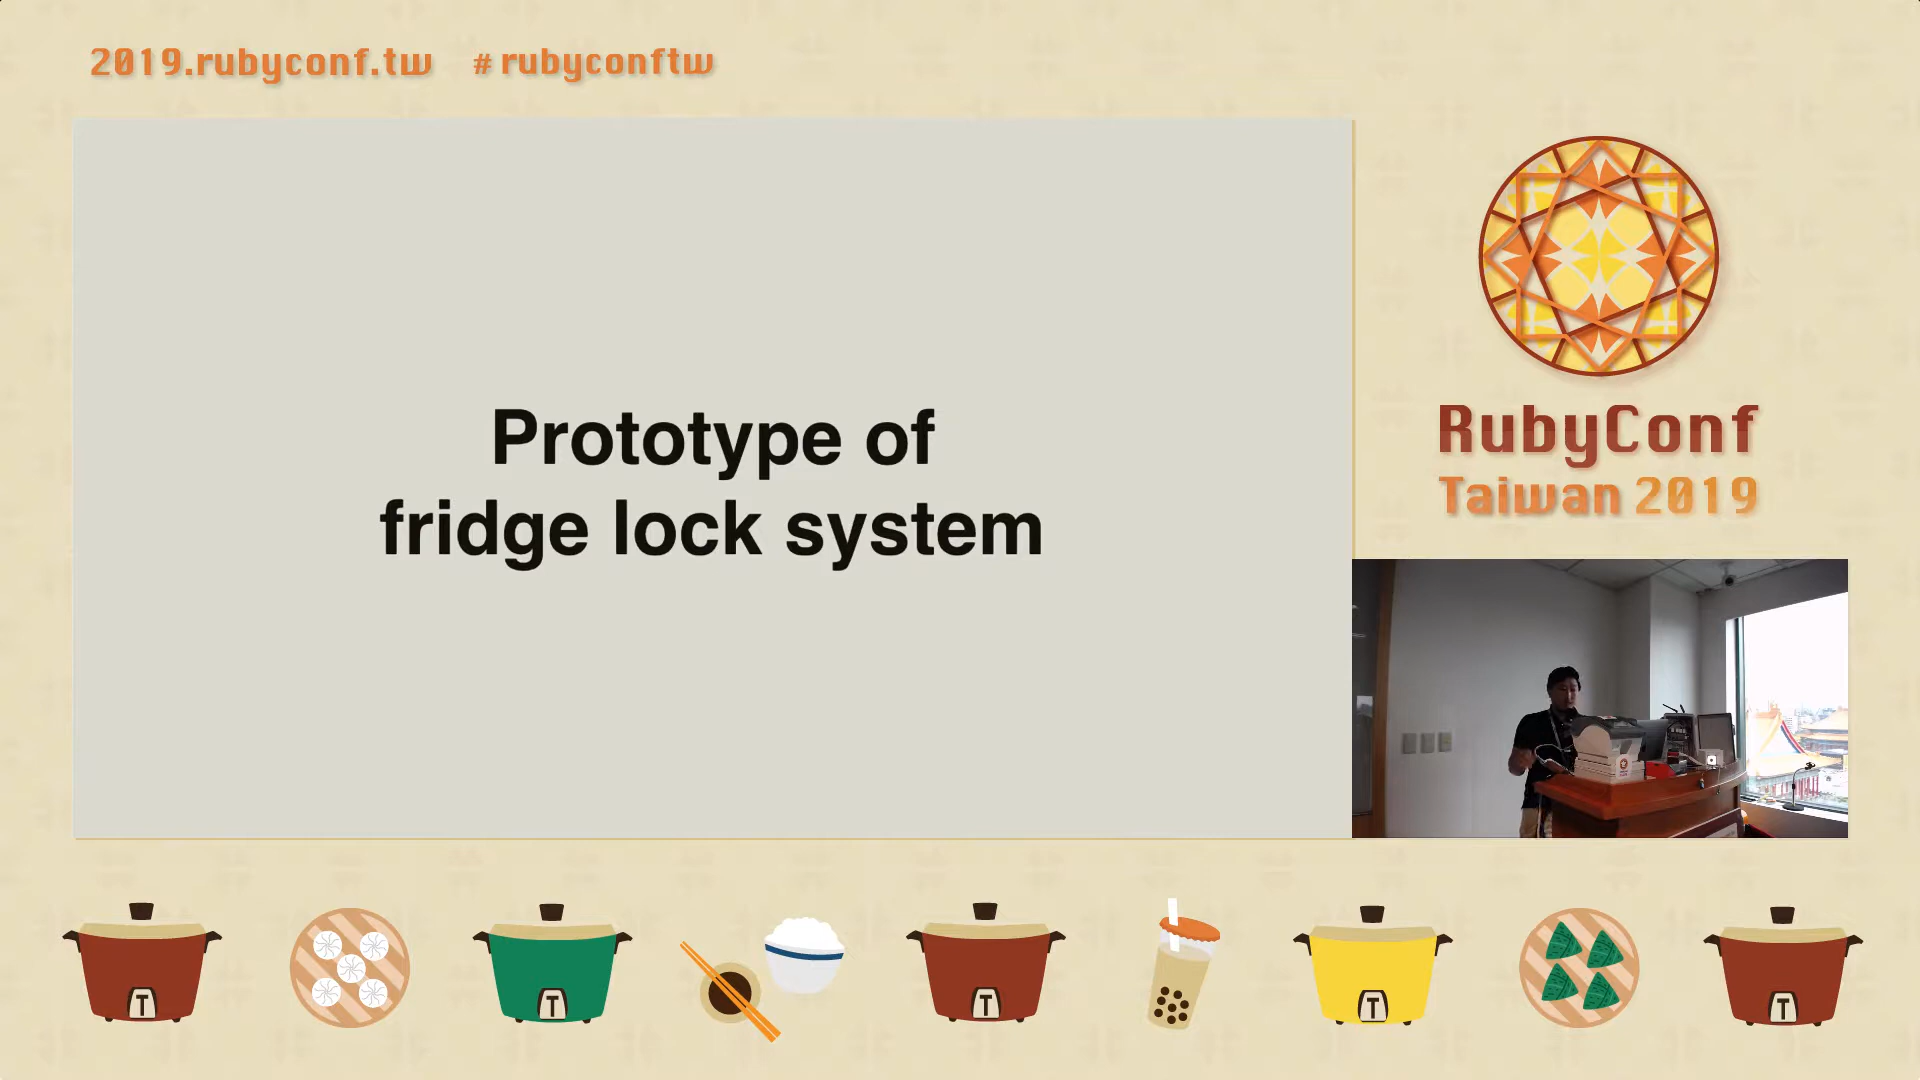 2019.rubyconf.tw #rubyconftw
Prototype of
fridge lock system
RubyConf
Taiwan 2019
T
T
T
T
T